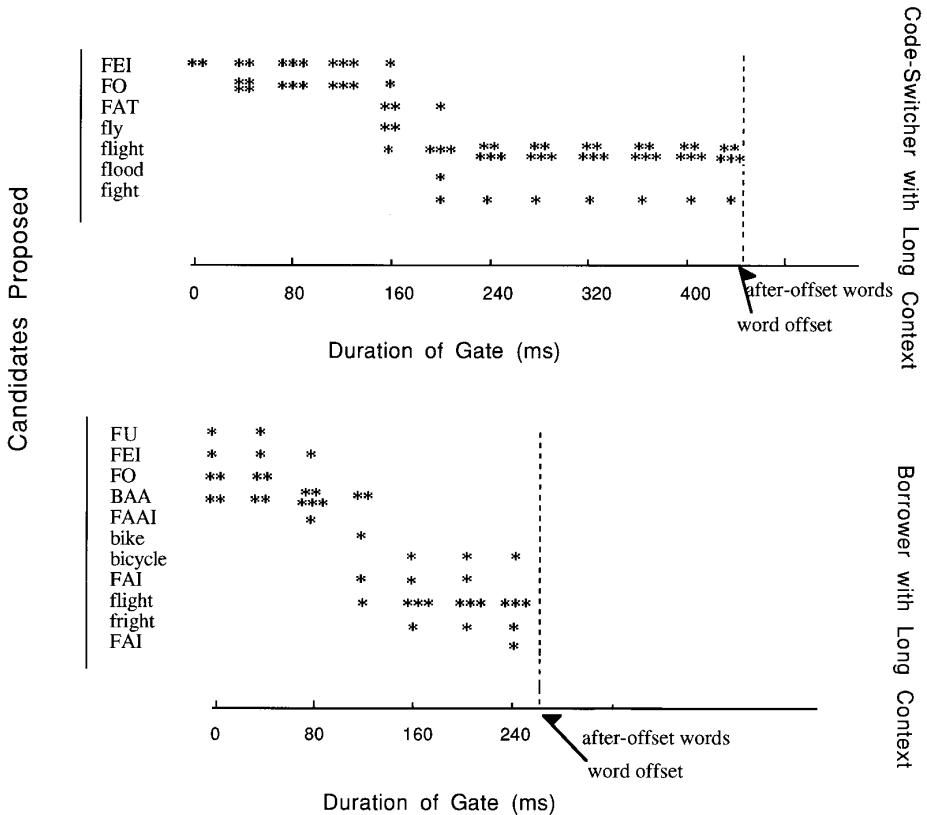 Candidates Proposed
Code-Switcher with Long Context
FEI ** ** *** *** *
FO **** *** *** *
FAT ** *
fly **
flight * *** ***** ***** ***** ***** ***** *****
flood *
fight * * * * * * *
0 80 160 240 320 400
after-offset words
word offset
Duration of Gate (ms)
Borrower with Long Context
FU * *
FEI * * *
FO ** **
BAA ** ** ***** **
FAAI *
bike *
bicycle * * *
FAI * * *
flight * *** *** ***
fright * * *
FAI *
0 80 160 240
after-offset words
word offset
Duration of Gate (ms)